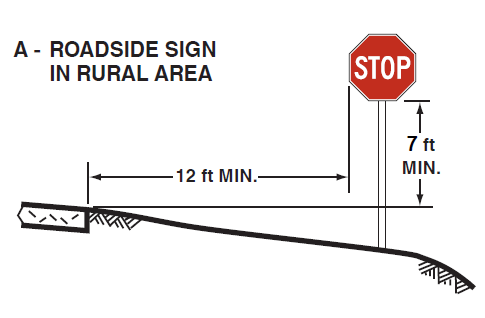 A - ROADSIDE SIGN
IN RURAL AREA
STOP
7 ft
MIN.
12 ft MIN.